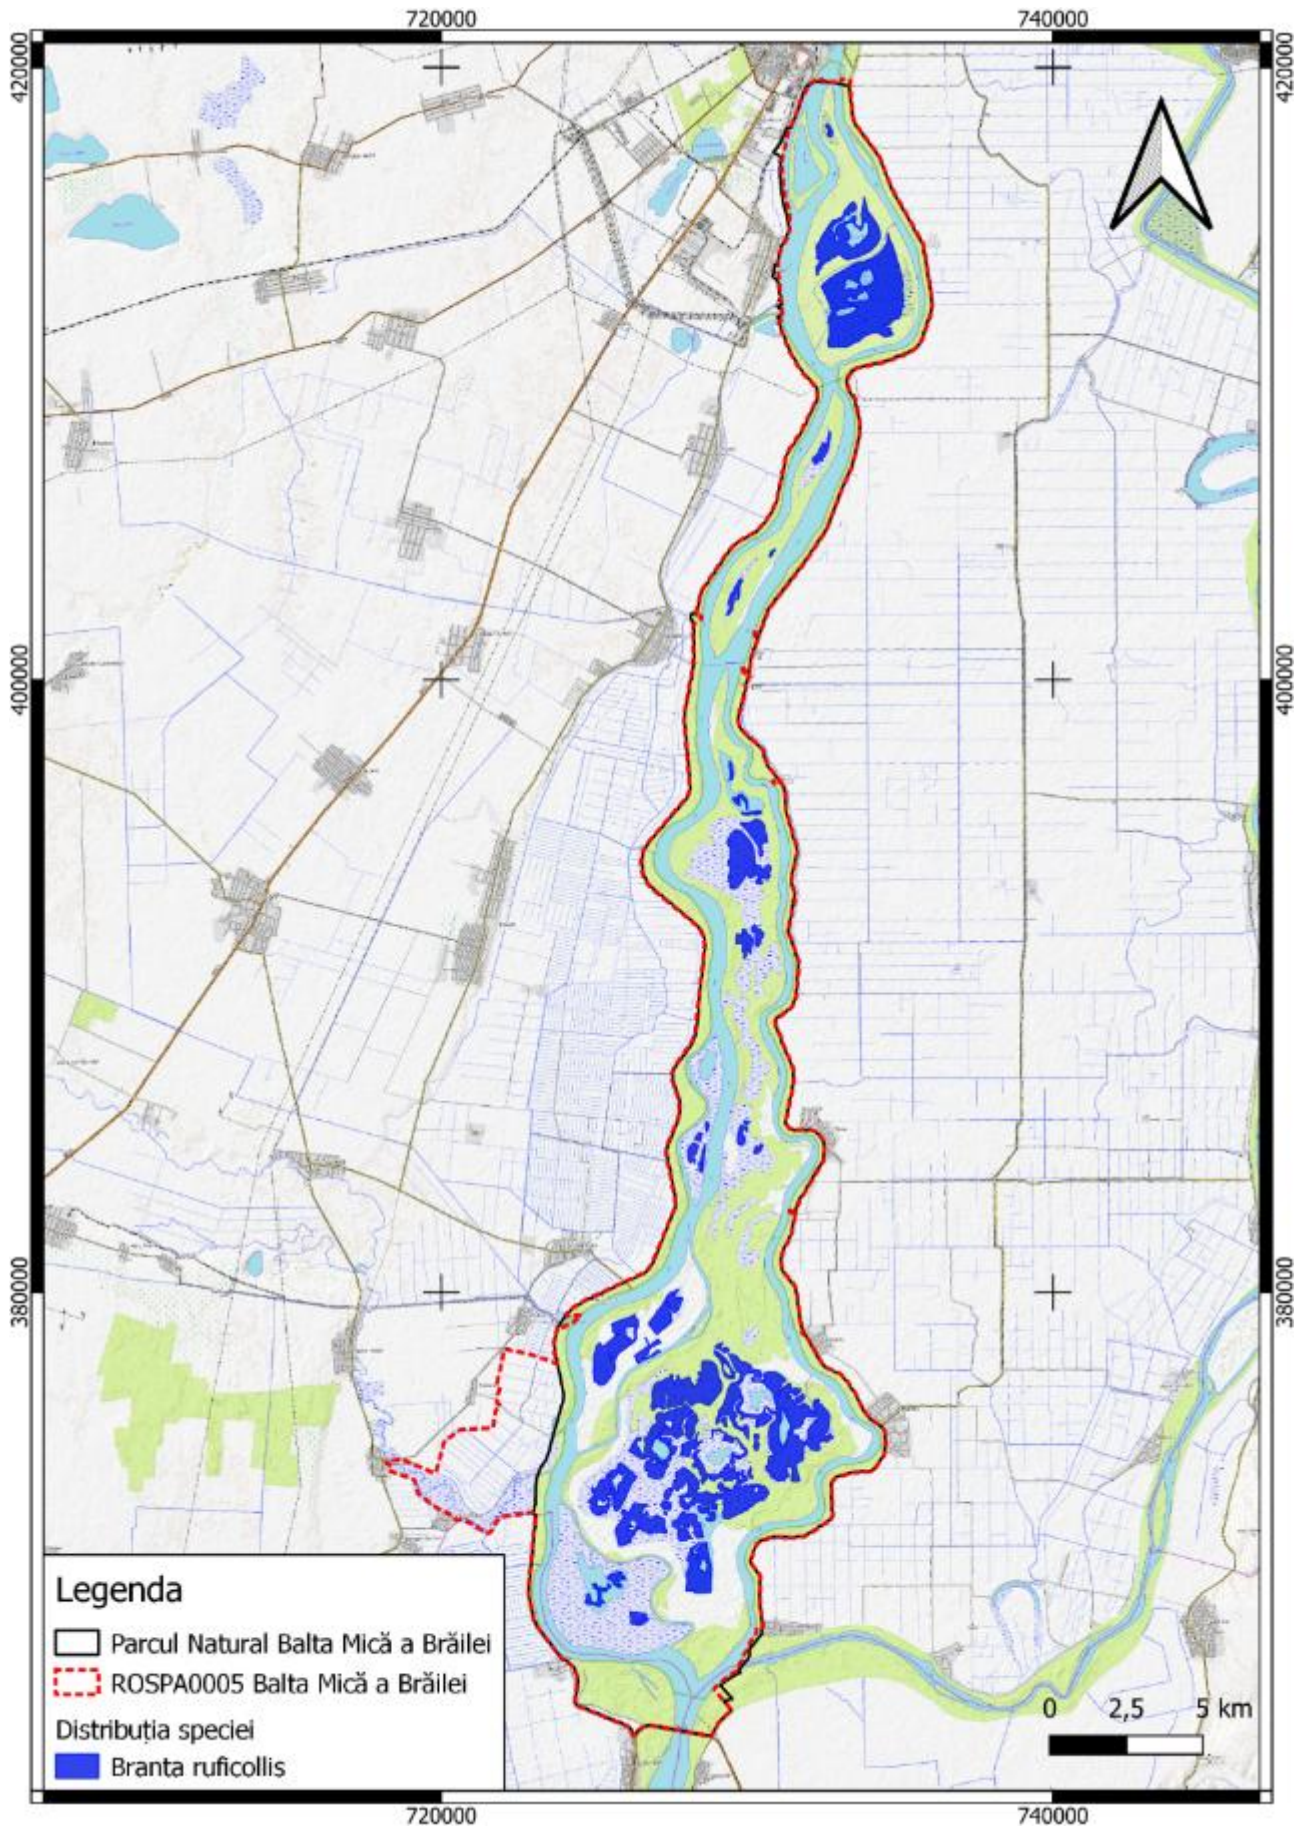 720000
740000
420000
420000
400000
400000
380000
380000
Legenda
Parcul Natural Balta Mică a Brăilei
ROSPA0005 Balta Mică a Brăilei
Distribuția speciei
Branta ruficollis
0 2,5 5 km
720000
740000